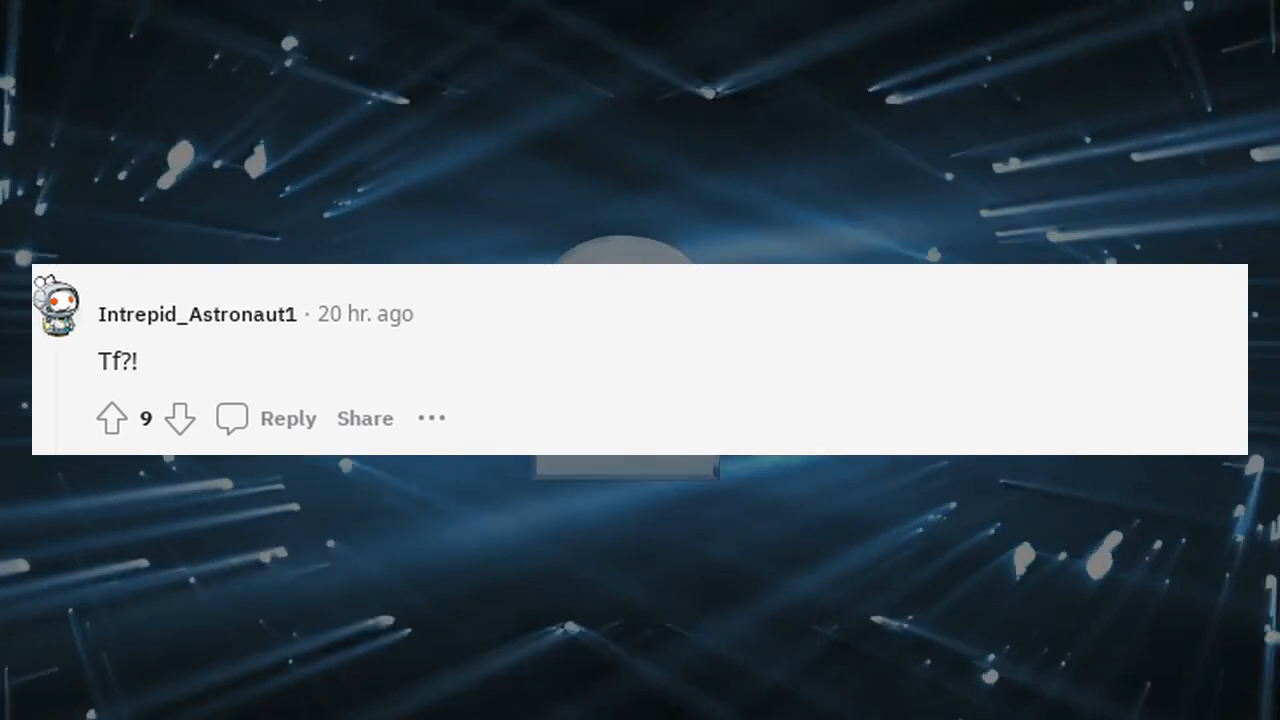 Intrepid_Astronaut1 · 20 hr. ago
Tf?!
9 Reply Share ···